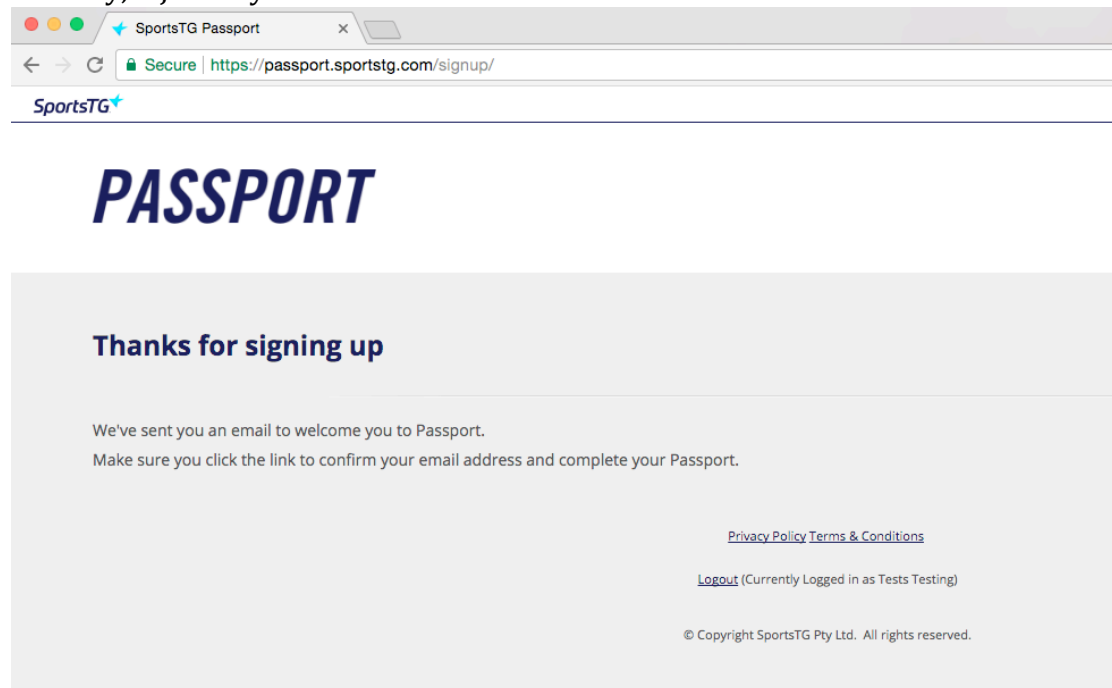 SportsTG Passport
Secure https://passport.sportstg.com/signup/
SportsTG
PASSPORT
Thanks for signing up
We've sent you an email to welcome you to Passport.
Make sure you click the link to confirm your email address and complete your Passport.
Privacy Policy Terms & Conditions
Logout (Currently Logged in as Tests Testing)
© Copyright SportsTG Pty Ltd. All rights reserved.